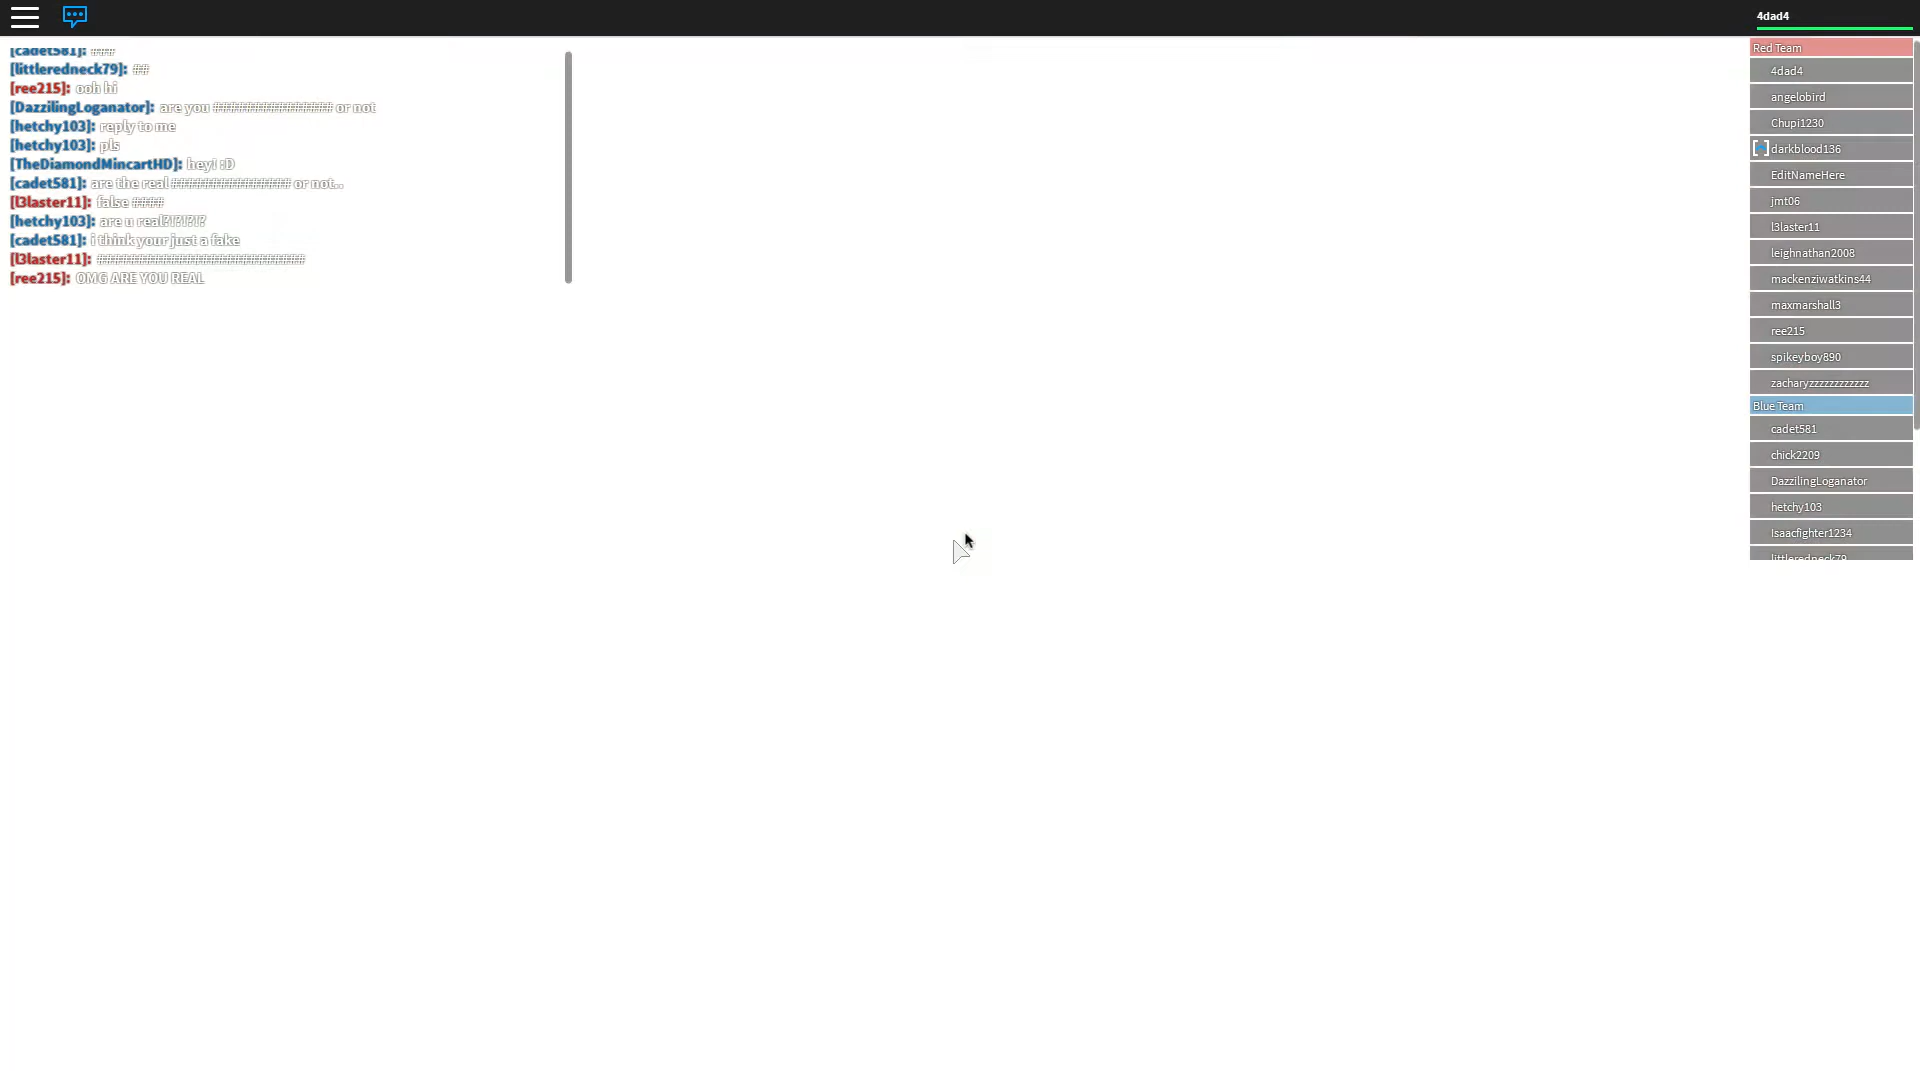 4dad4
[cadet581]: ###
[littleredneck79]: ##
[ree215]: ooh hi
[DazzilingLoganator]: are you ############### or not
[hetchy103]: reply to me
[hetchy103]: pls
[TheDiamondMincartHD]: hey! :D
[cadet581]: are the real ############### or not..
[l3laster11]: false ####
[hetchy103]: are u real?!?!?!?
[cadet581]: i think your just a fake
[l3laster11]: ##########################
[ree215]: OMG ARE YOU REAL
Red Team
4dad4
angelobird
Chupi1230
darkblood136
EditNameHere
jmt06
l3laster11
leighnathan2008
mackenziwatkins44
maxmarshall3
ree215
spikeyboy890
zacharyzzzzzzzzzzzz
Blue Team
cadet581
chick2209
DazzilingLoganator
hetchy103
Isaacfighter1234
littleredneck79